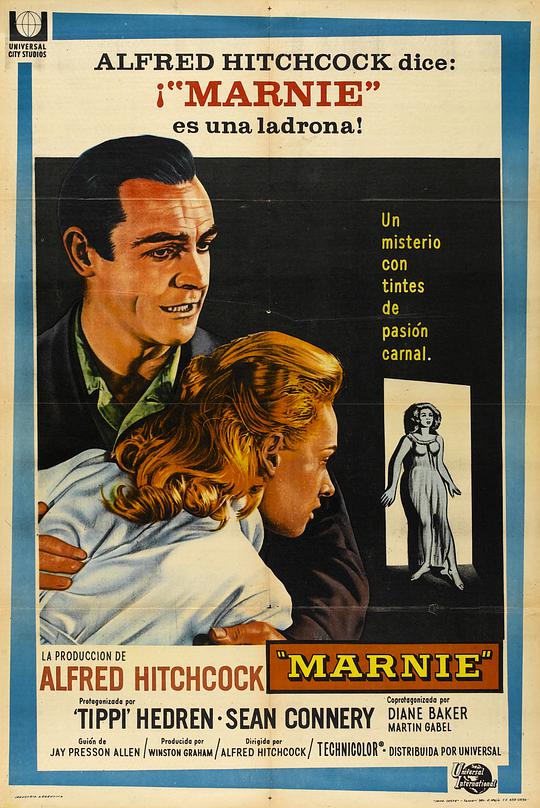 UNIVERSAL
CITY STUDIOS
ALFRED HITCHCOCK dice:
¡"MARNIE"
es una ladrona!
Un
misterio
con
tintes
de
pasión
carnal.
LA PRODUCCION DE
ALFRED HITCHCOCK
"MARNIE"
Protagonizada por
'TIPPI' HEDREN · SEAN CONNERY
Coprotagonizada por
DIANE BAKER
MARTIN GABEL
Guión de
JAY PRESSON ALLEN /
Producida por
WINSTON GRAHAM /
Dirigida por
ALFRED HITCHCOCK /
TECHNICOLOR® - DISTRIBUIDA POR UNIVERSAL
Universal
International
INDUSTRIA ARGENTINA